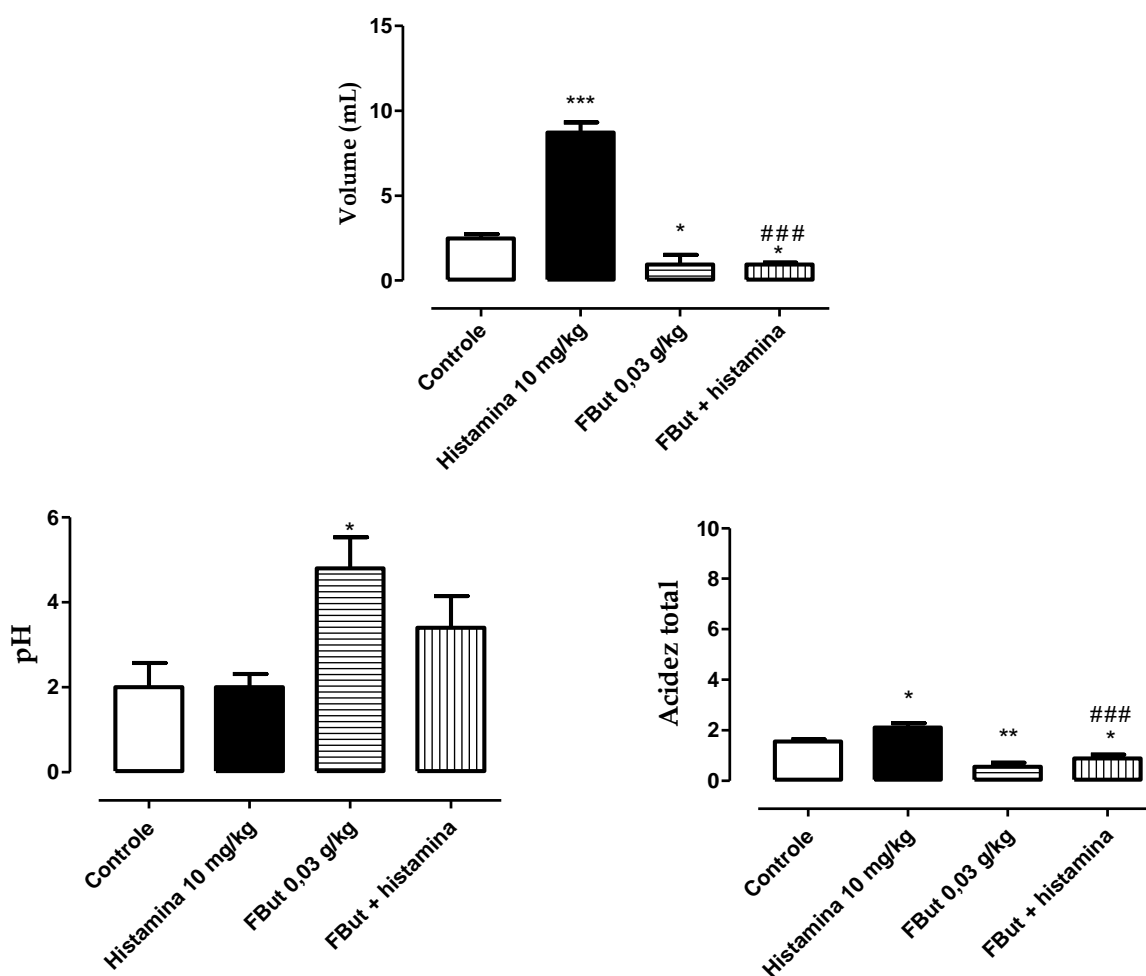 Volume (mL)
15
10
5
0
***
*
###
*
Controle
Histamina 10 mg/kg
FBut 0,03 g/kg
FBut + histamina
pH
6
4
2
0
*
Controle
Histamina 10 mg/kg
FBut 0,03 g/kg
FBut + histamina
Acidez total
10
8
6
4
2
0
*
**
###
*
Controle
Histamina 10 mg/kg
FBut 0,03 g/kg
FBut + histamina